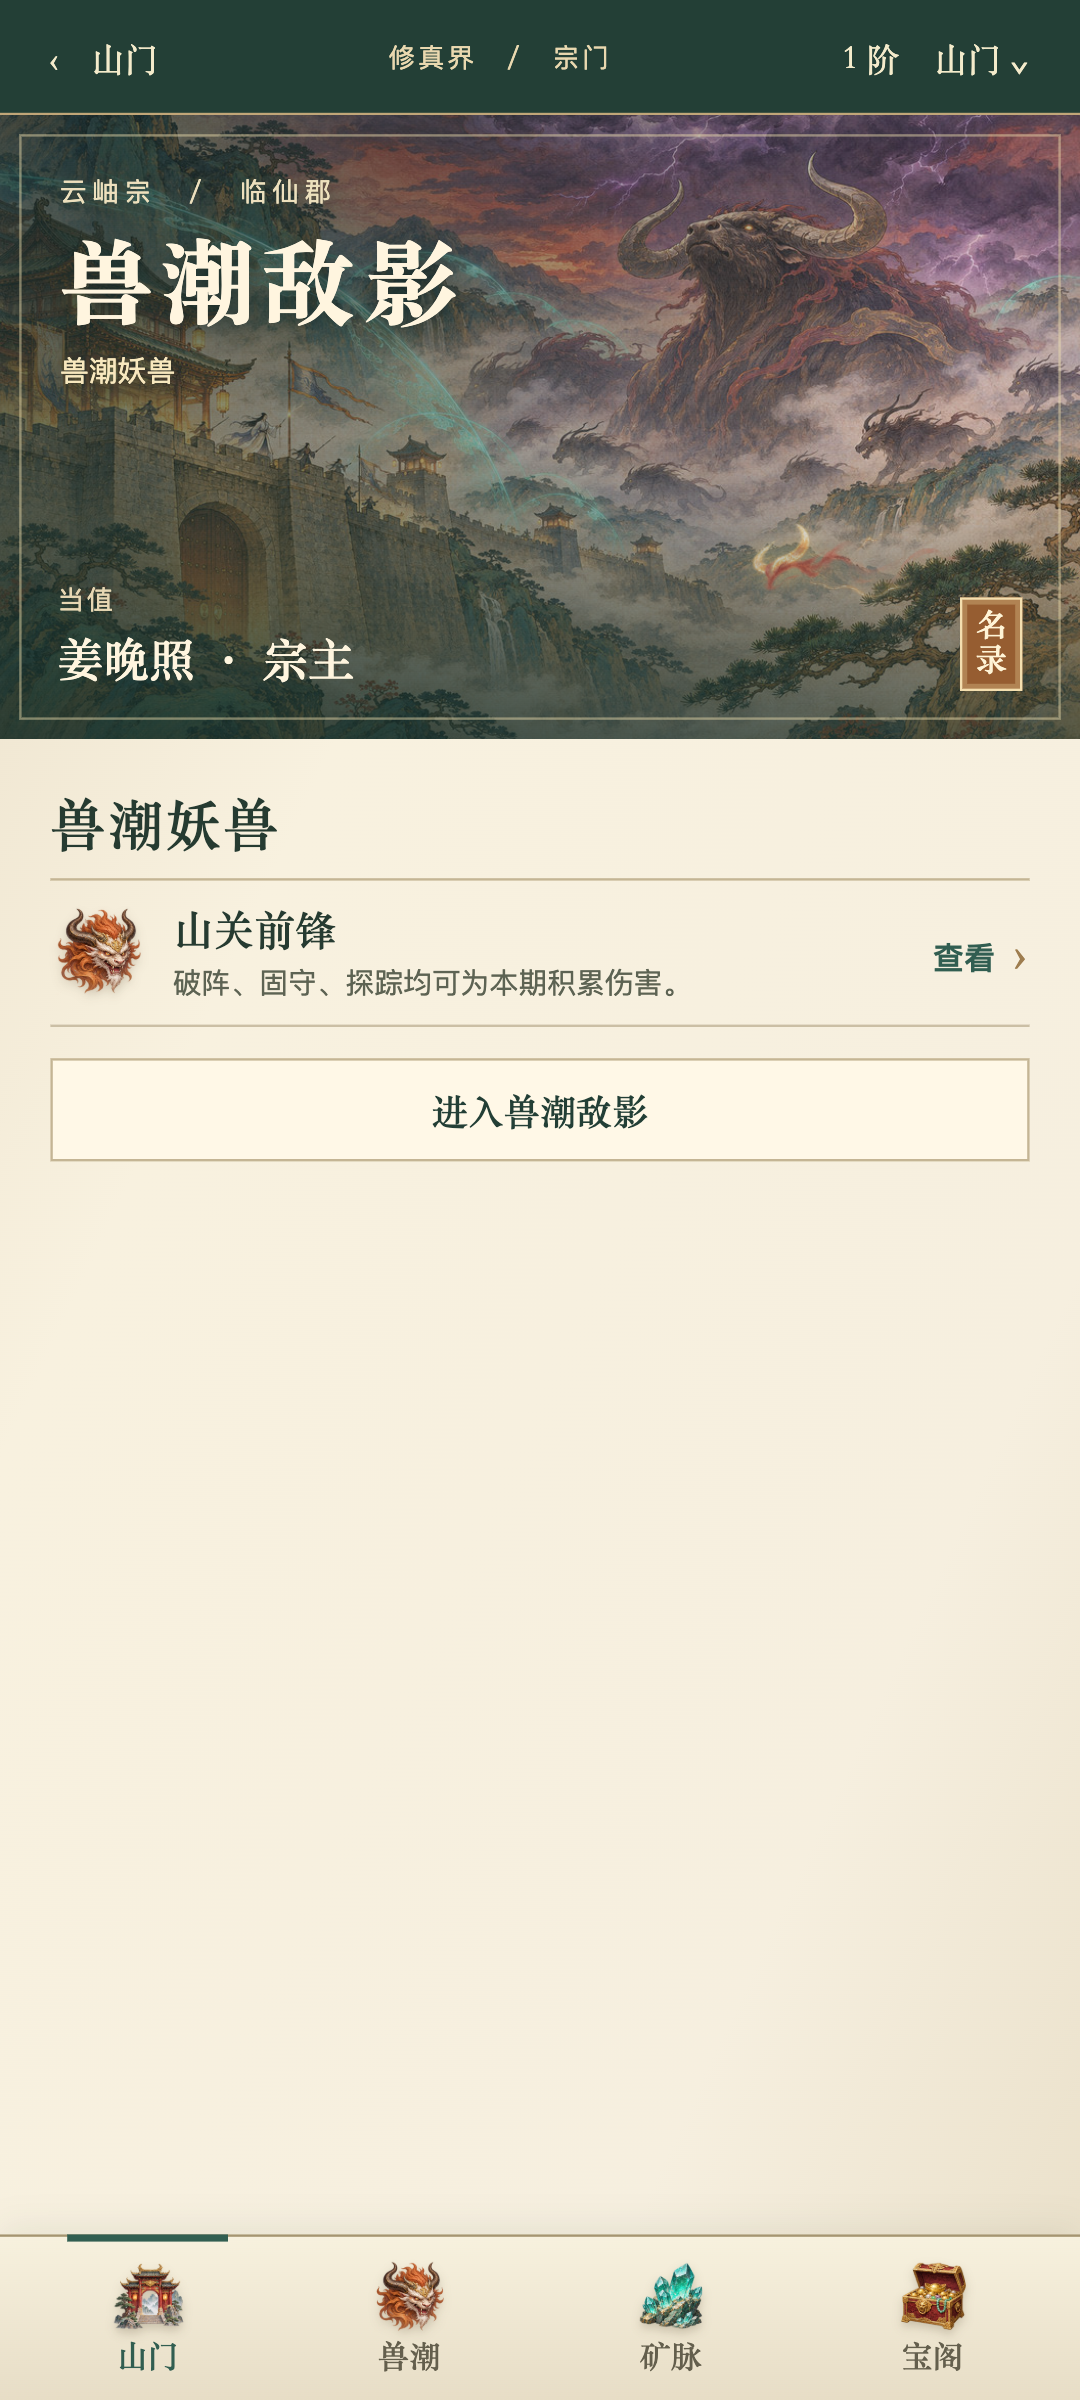 ‹ 山门
修真界 / 宗门
1 阶 山门
云岫宗 / 临仙郡
兽潮敌影
兽潮妖兽
当值
姜晚照 · 宗主
名录
兽潮妖兽
山关前锋
破阵、固守、探踪均可为本期积累伤害。
查看 ›
进入兽潮敌影
山门
兽潮
矿脉
宝阁